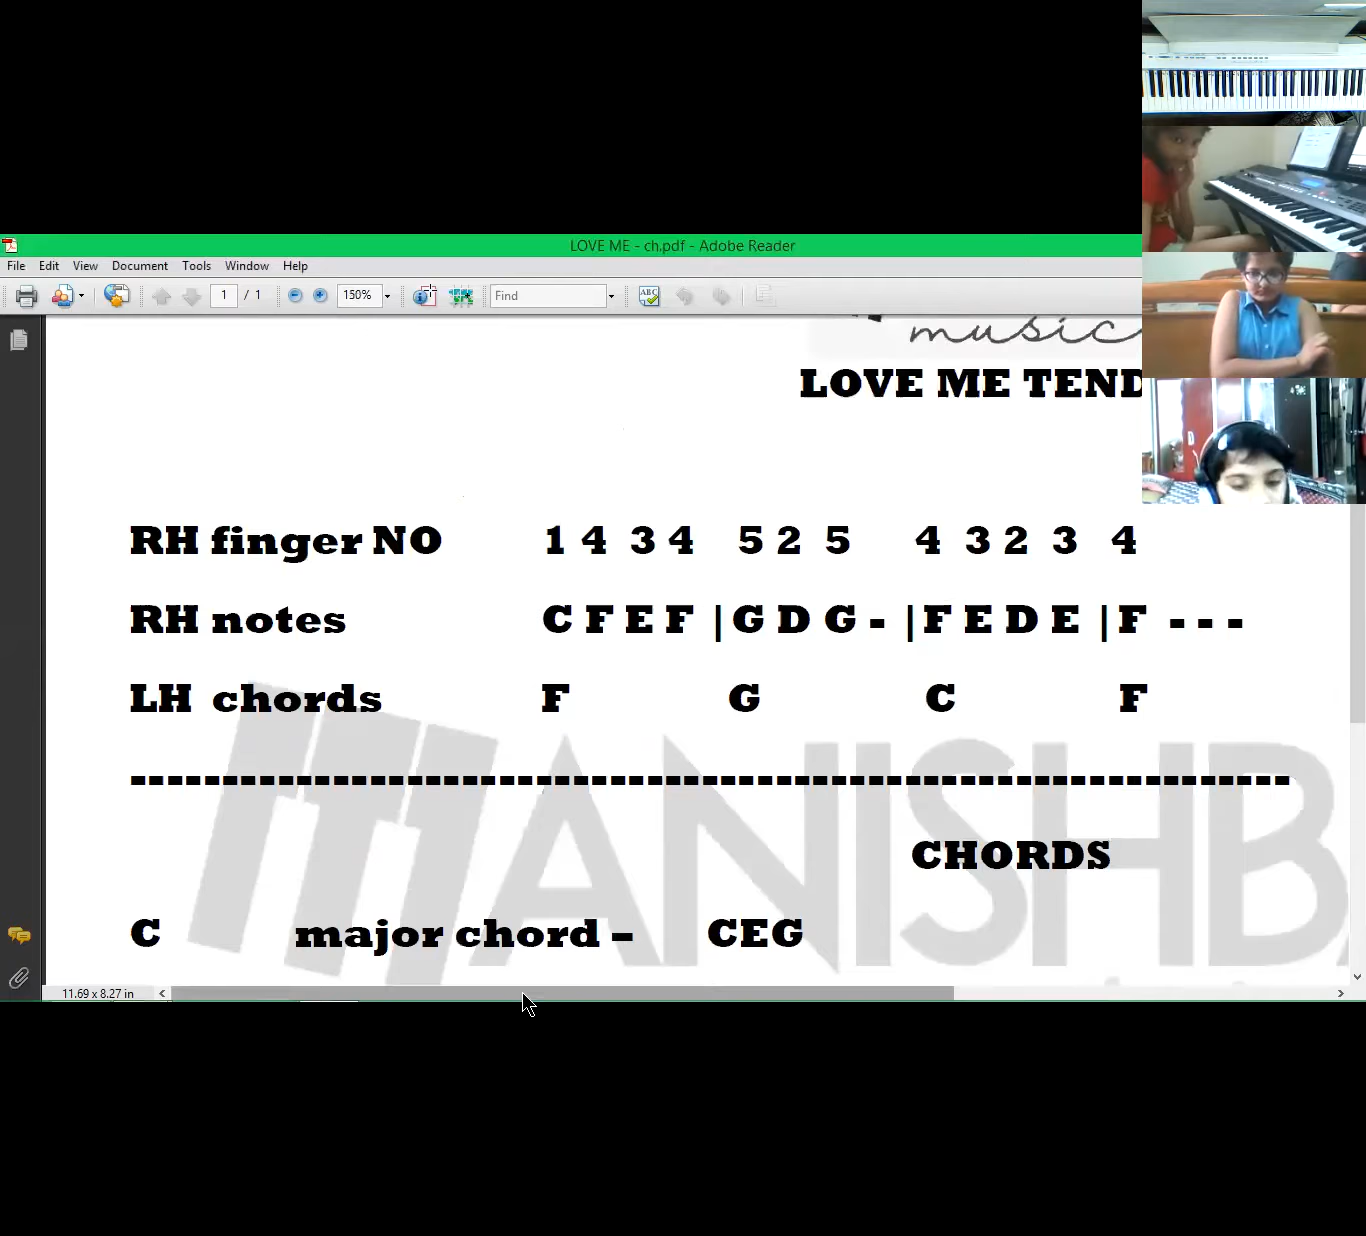 LOVE ME - ch.pdf - Adobe Reader
File Edit View Document Tools Window Help
1 / 1 150% Find
music
LOVE ME TEND
RH finger NO 1 4 3 4 5 2 5 4 3 2 3 4
RH notes C F E F | G D G - | F E D E | F - - -
LH chords F G C F
---------------------------------------------------------------
MANISHBA
CHORDS
C major chord – CEG
11.69 x 8.27 in